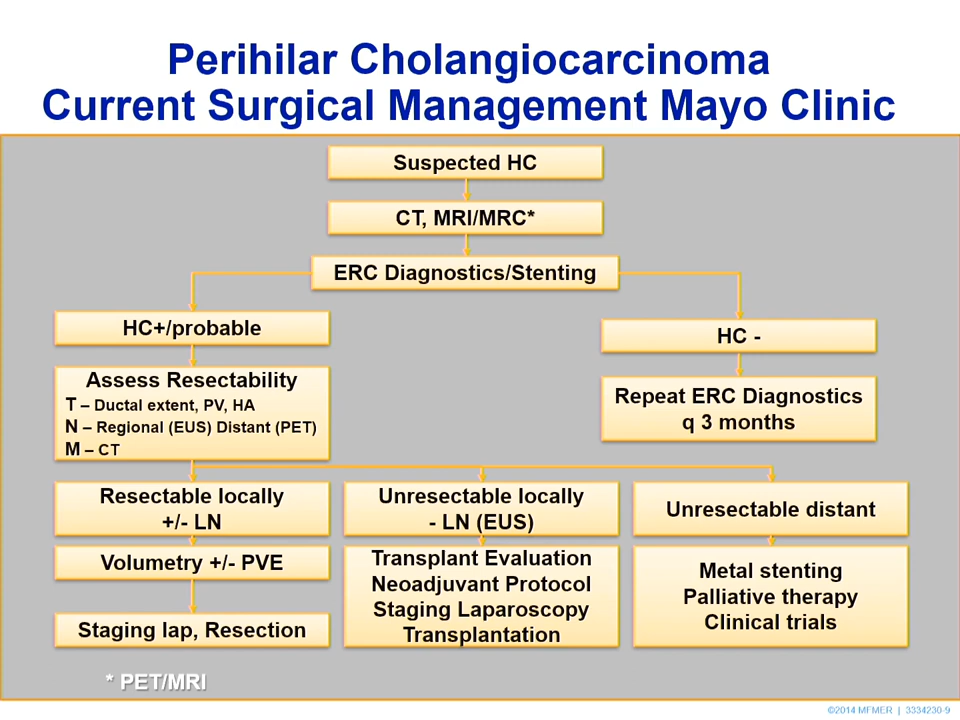 Perihilar Cholangiocarcinoma
Current Surgical Management Mayo Clinic
Suspected HC
CT, MRI/MRC*
ERC Diagnostics/Stenting
HC+/probable
HC -
Assess Resectability
T – Ductal extent, PV, HA
N – Regional (EUS) Distant (PET)
M – CT
Repeat ERC Diagnostics
q 3 months
Resectable locally
+/- LN
Unresectable locally
- LN (EUS)
Unresectable distant
Volumetry +/- PVE
Transplant Evaluation
Neoadjuvant Protocol
Staging Laparoscopy
Transplantation
Metal stenting
Palliative therapy
Clinical trials
Staging lap, Resection
* PET/MRI
©2014 MFMER | 3334230-9